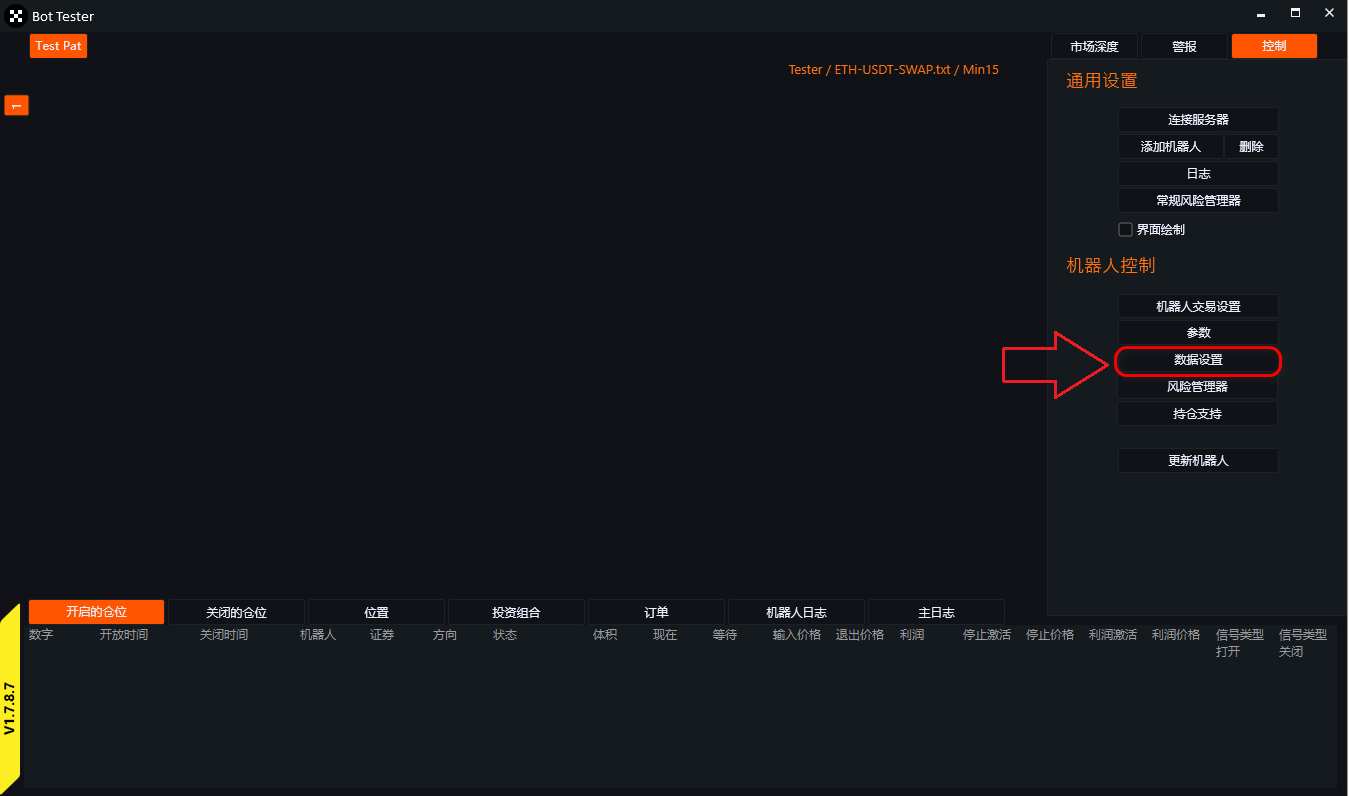 Bot Tester
Test Pat
市场深度
警报
控制
Tester / ETH-USDT-SWAP.txt / Min15
通用设置
连接服务器
添加机器人
删除
日志
常规风险管理器
界面绘制
机器人控制
机器人交易设置
参数
数据设置
风险管理器
持仓支持
更新机器人
开启的仓位
关闭的仓位
位置
投资组合
订单
机器人日志
主日志
数字
开放时间
关闭时间
机器人
证券
方向
状态
体积
现在
等待
输入价格
退出价格
利润
停止激活
停止价格
利润激活
利润价格
信号类型
打开
信号类型
关闭
V1.7.8.7